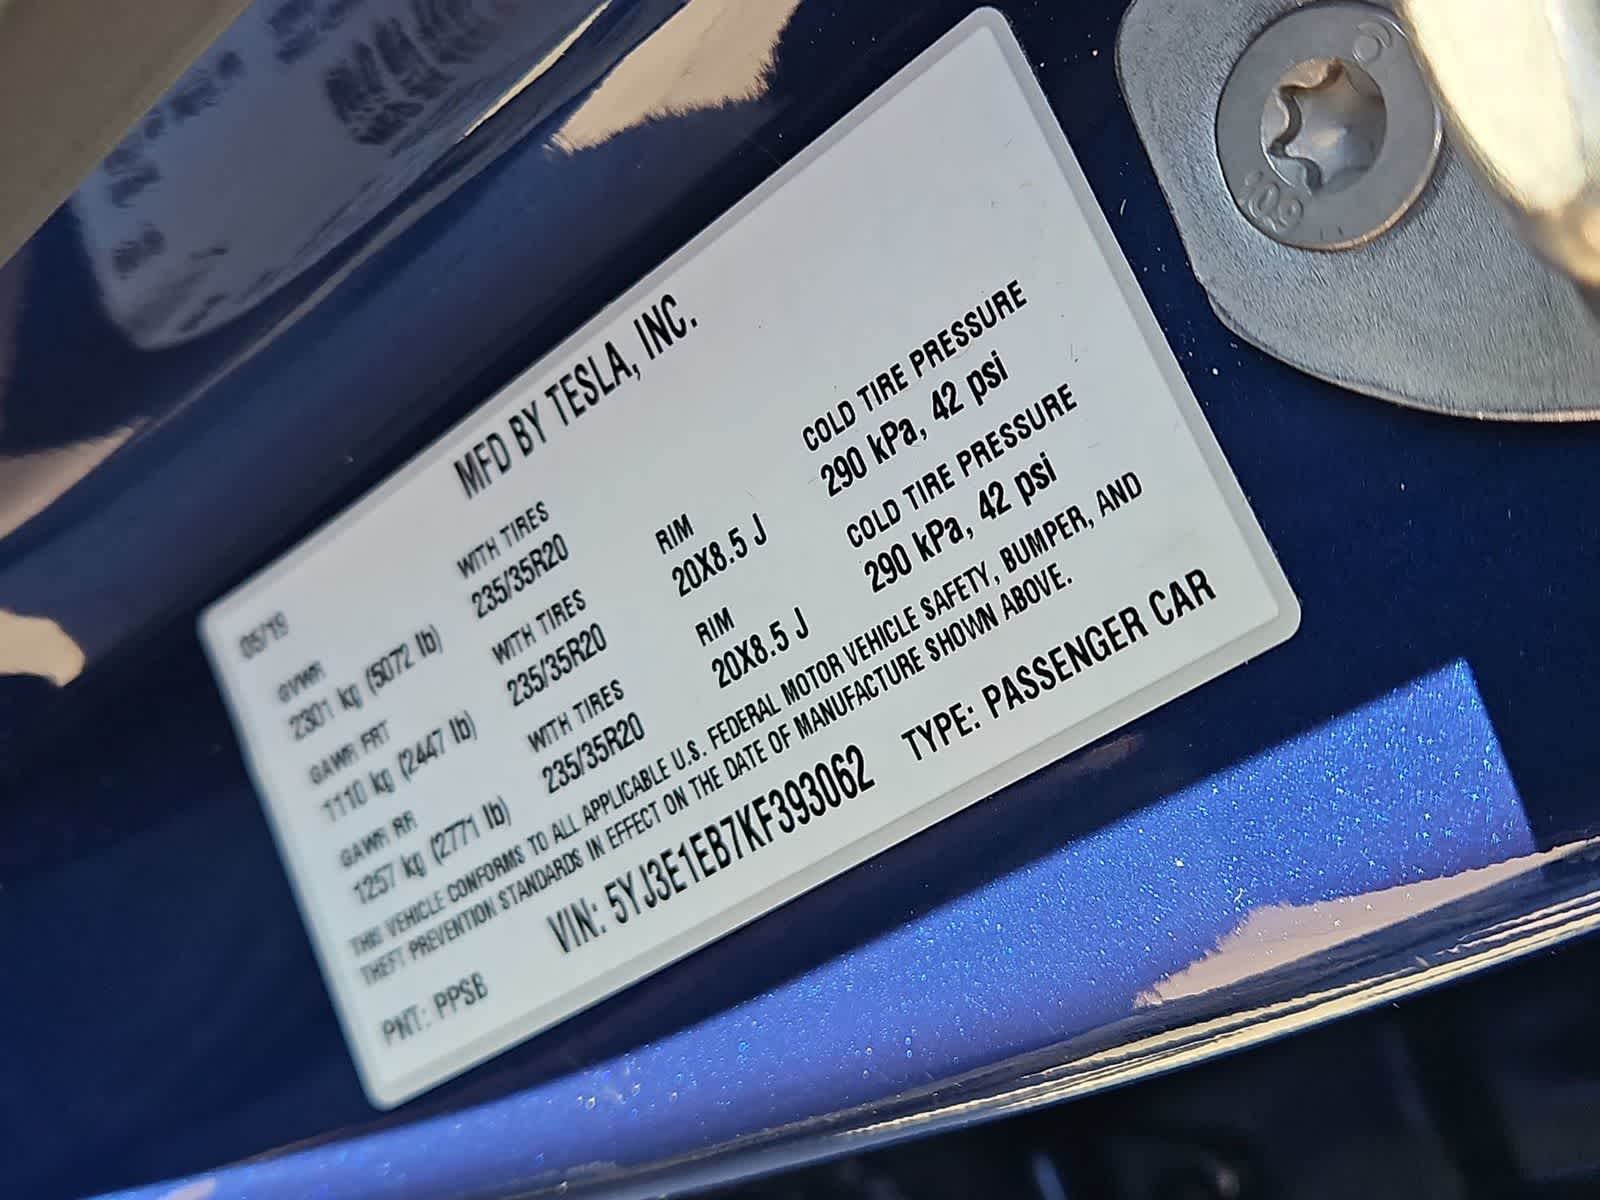 MFD BY TESLA, INC.
05/19
GVWR WITH TIRES
2301 kg (5072 lb) 235/35R20
GAWR FRT WITH TIRES RIM COLD TIRE PRESSURE
1110 kg (2447 lb) 235/35R20 20X8.5 J 290 kPa, 42 psi
GAWR RR WITH TIRES RIM COLD TIRE PRESSURE
1257 kg (2771 lb) 235/35R20 20X8.5 J 290 kPa, 42 psi
THIS VEHICLE CONFORMS TO ALL APPLICABLE U.S. FEDERAL MOTOR VEHICLE SAFETY, BUMPER, AND
THEFT PREVENTION STANDARDS IN EFFECT ON THE DATE OF MANUFACTURE SHOWN ABOVE.
VIN: 5YJ3E1EB7KF393062 TYPE: PASSENGER CAR
PNT: PPSB
10.9